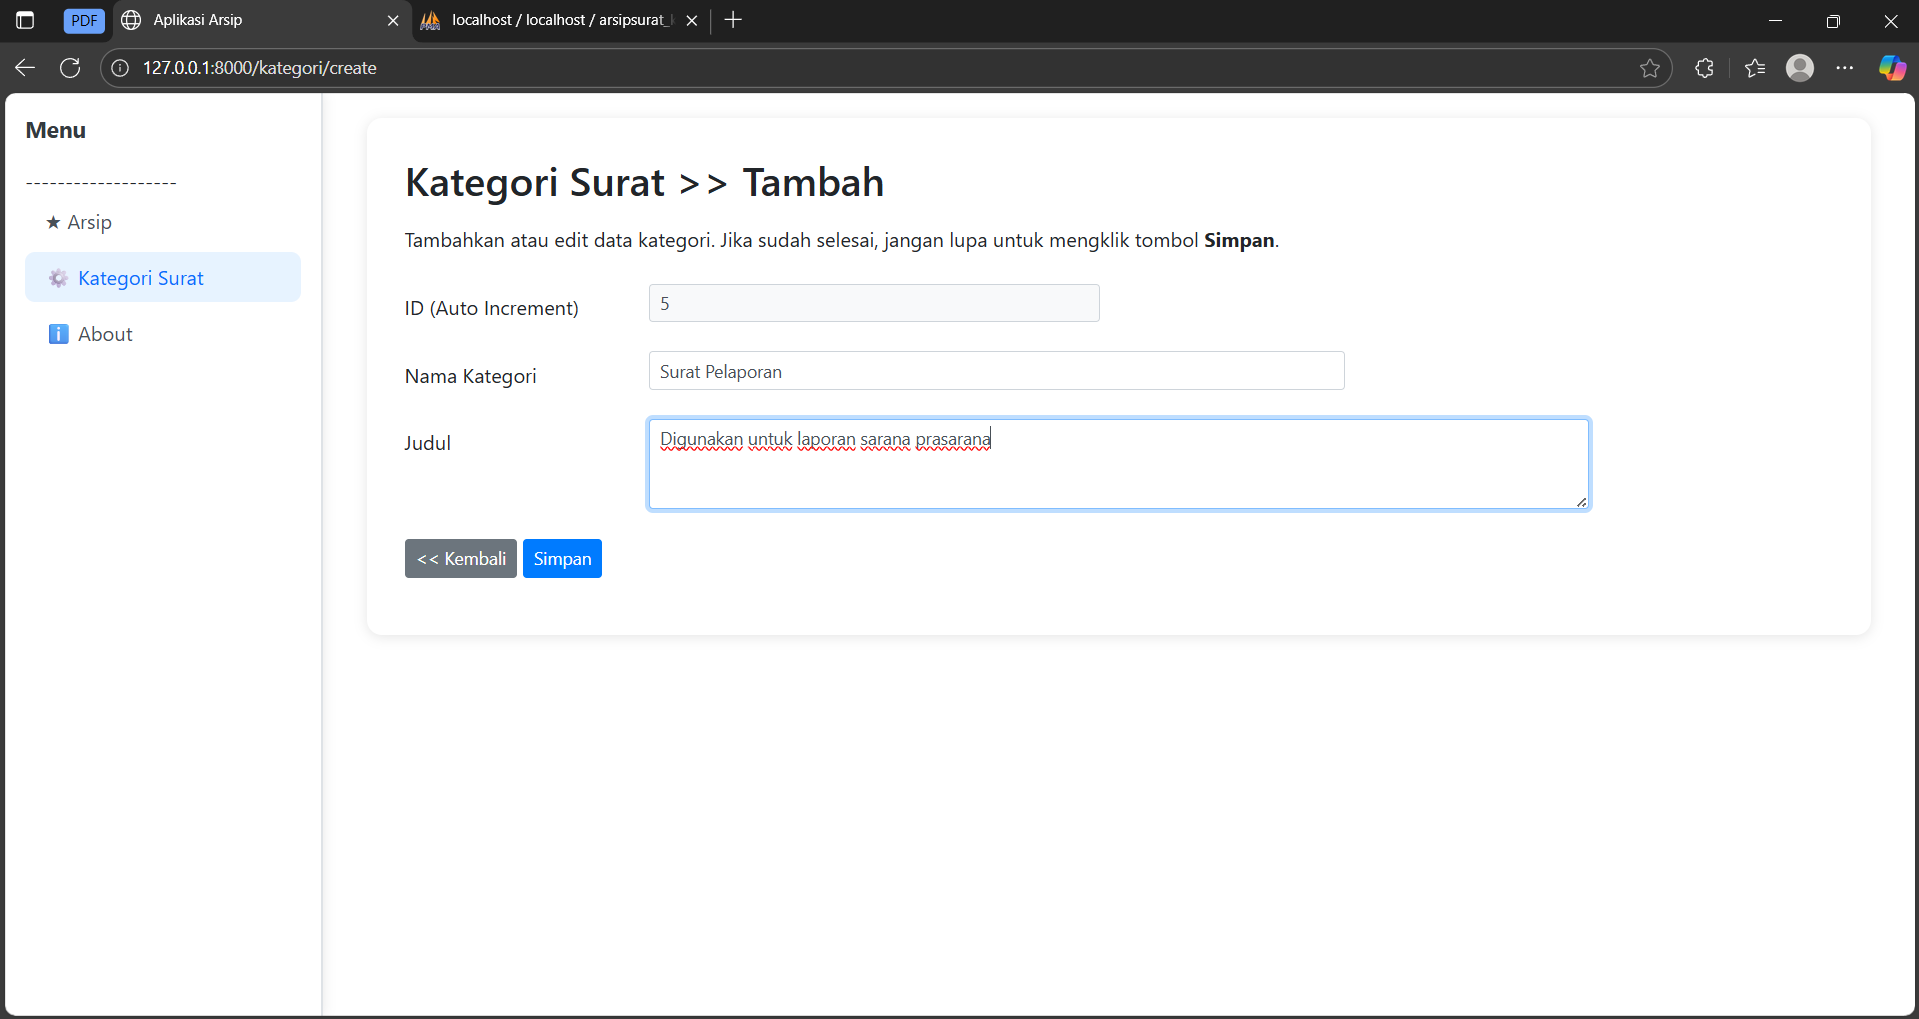 PDF
Aplikasi Arsip
localhost / localhost / arsipsurat_
127.0.0.1:8000/kategori/create
Menu
-------------------
★ Arsip
Kategori Surat
i About
Kategori Surat >> Tambah
Tambahkan atau edit data kategori. Jika sudah selesai, jangan lupa untuk mengklik tombol Simpan.
ID (Auto Increment)
5
Nama Kategori
Surat Pelaporan
Judul
Digunakan untuk laporan sarana prasarana
<< Kembali
Simpan